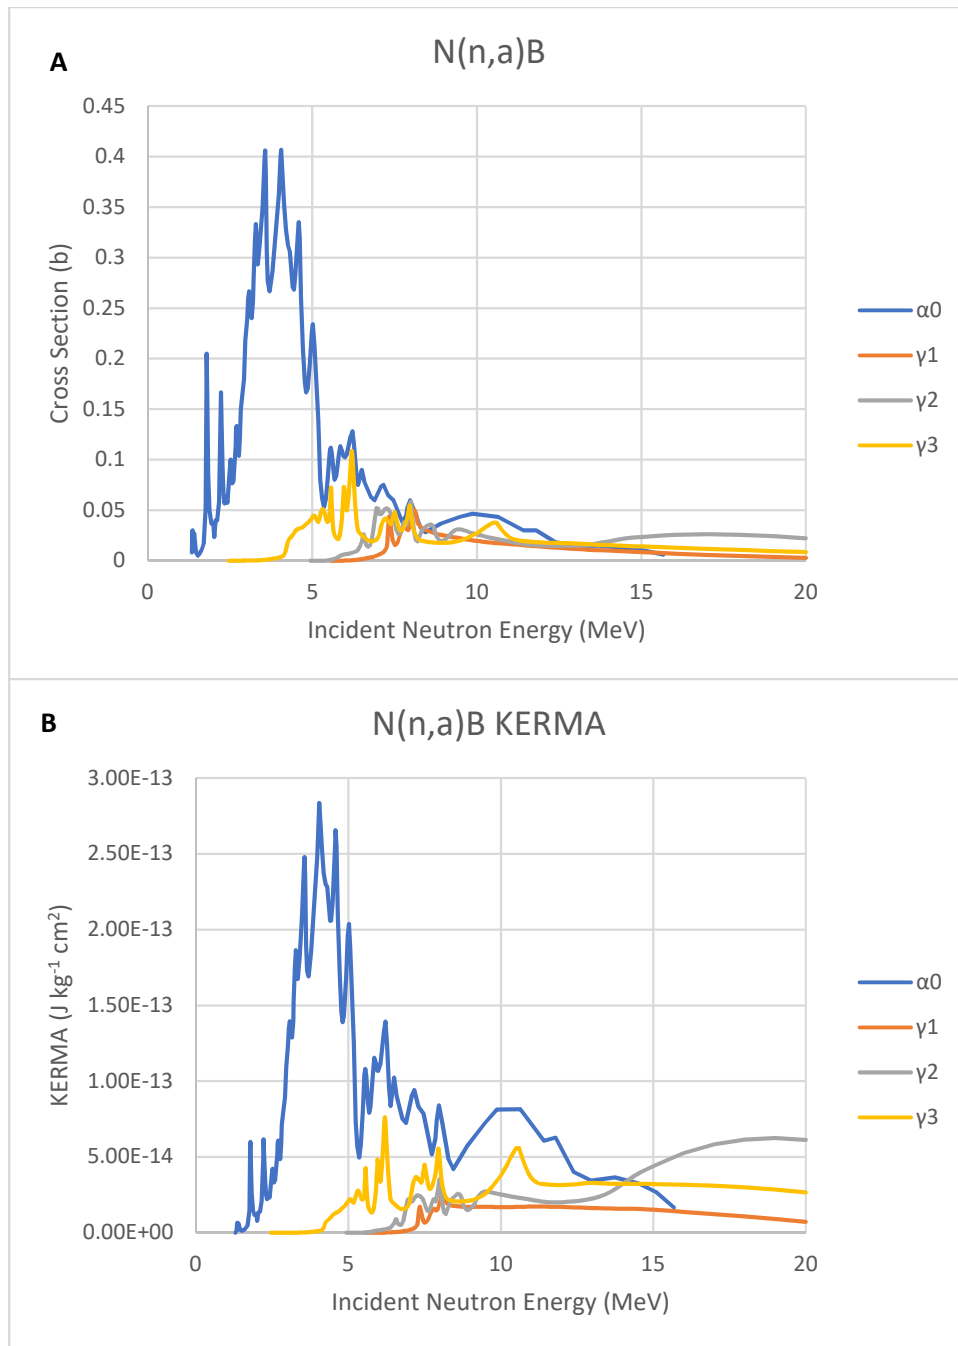 A
N(n,a)B
0.45
0.4
0.35
0.3
0.25
0.2
0.15
0.1
0.05
0
Cross Section (b)
0 5 10 15 20
Incident Neutron Energy (MeV)
α0
γ1
γ2
γ3
B
N(n,a)B KERMA
3.00E-13
2.50E-13
2.00E-13
1.50E-13
1.00E-13
5.00E-14
0.00E+00
KERMA (J kg⁻¹ cm²)
0 5 10 15 20
Incident Neutron Energy (MeV)
α0
γ1
γ2
γ3